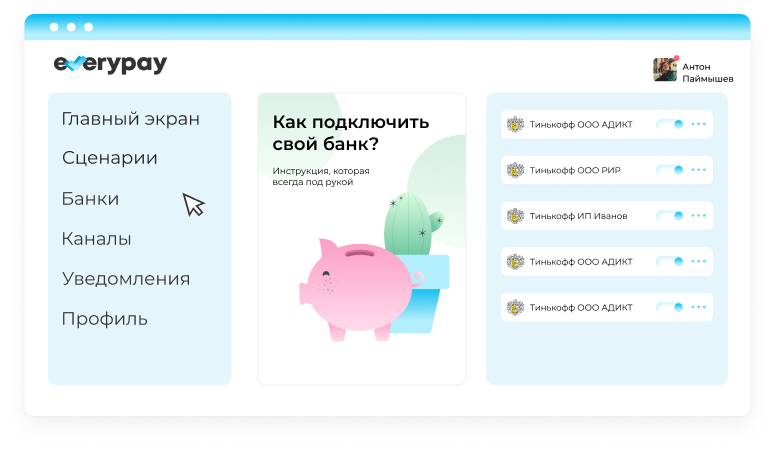 everypay
Антон
Паймышев
Главный экран
Сценарии
Банки
Каналы
Уведомления
Профиль
Как подключить
свой банк?
Инструкция, которая
всегда под рукой
Тинькофф ООО АДИКТ
Тинькофф ООО РИР
Тинькофф ИП Иванов
Тинькофф ООО АДИКТ
Тинькофф ООО АДИКТ